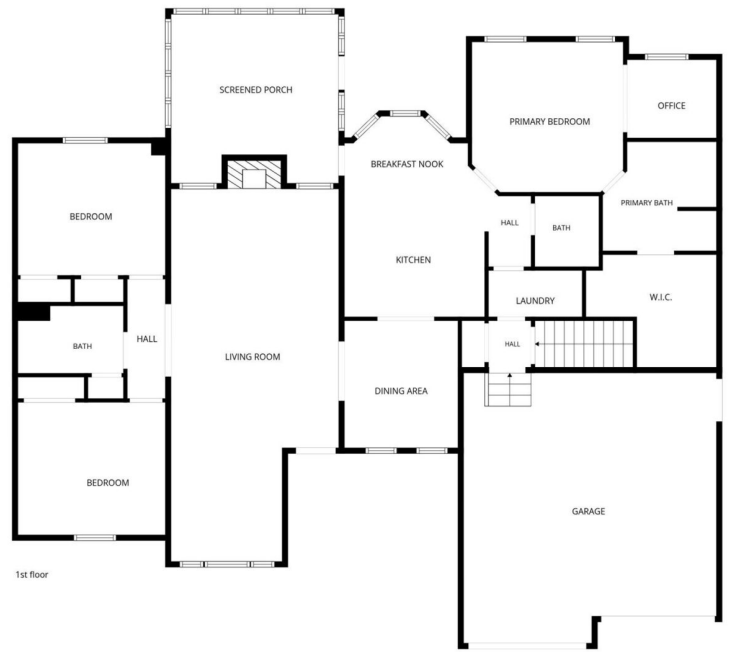 SCREENED PORCH
OFFICE
PRIMARY BEDROOM
BREAKFAST NOOK
PRIMARY BATH
BEDROOM
HALL
BATH
KITCHEN
W.I.C.
LAUNDRY
HALL
BATH
HALL
LIVING ROOM
DINING AREA
BEDROOM
GARAGE
1st floor